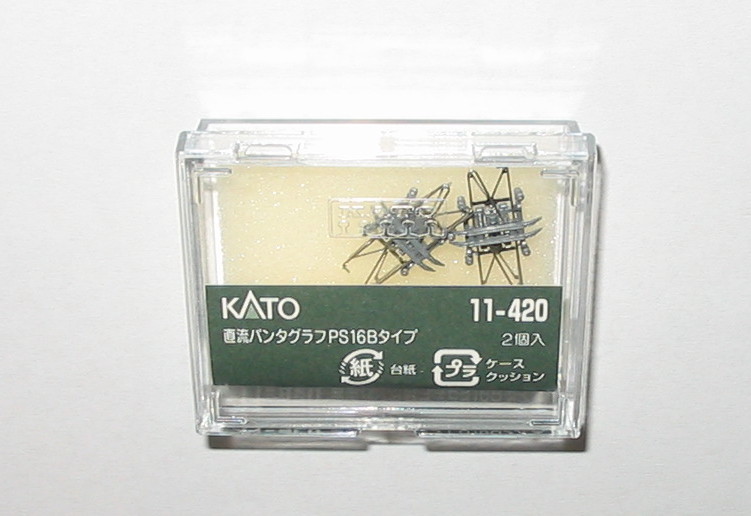 KATO
KATO 11-420
直流パンタグラフPS16Bタイプ 2個入
紙 台紙 プラ ケース
クッション